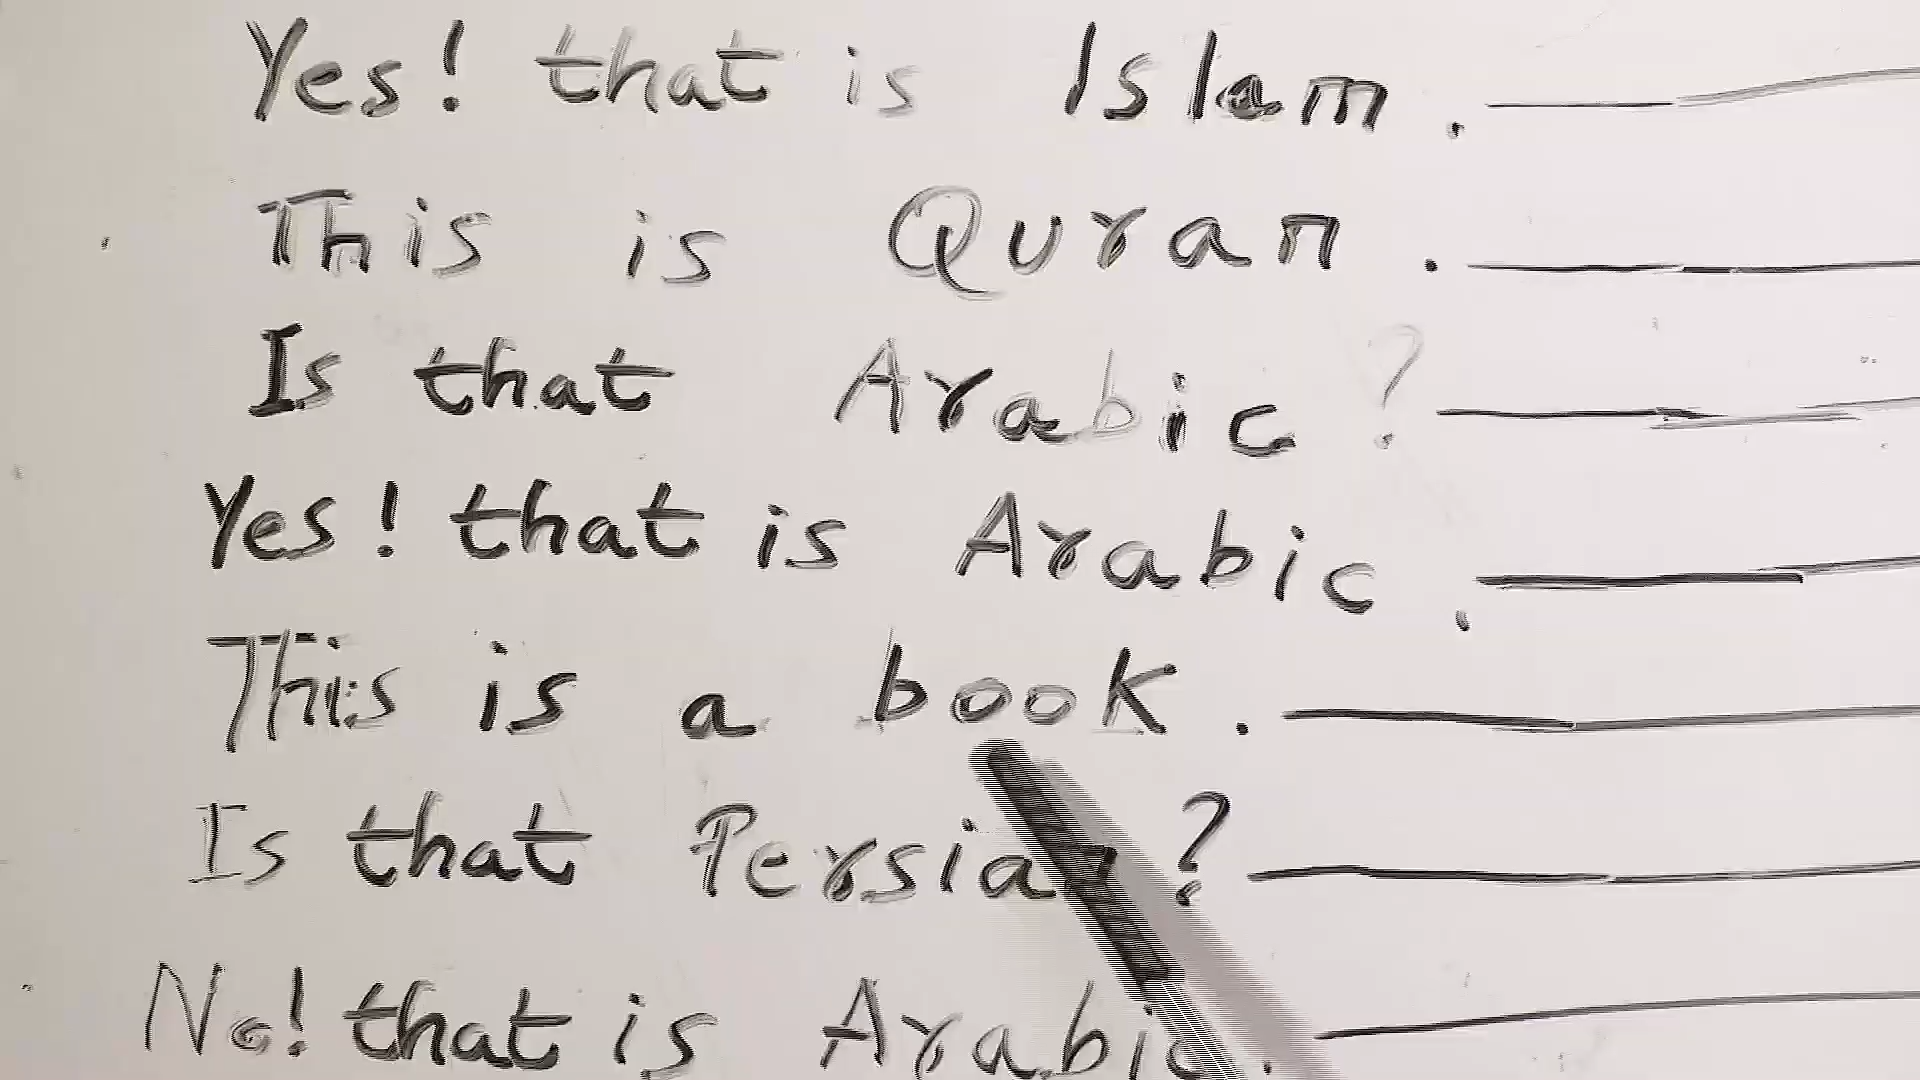 Yes! that is Islam.
This is Quran.
Is that Arabic?
Yes! that is Arabic.
This is a book.
Is that Persian?
No! that is Arabic.